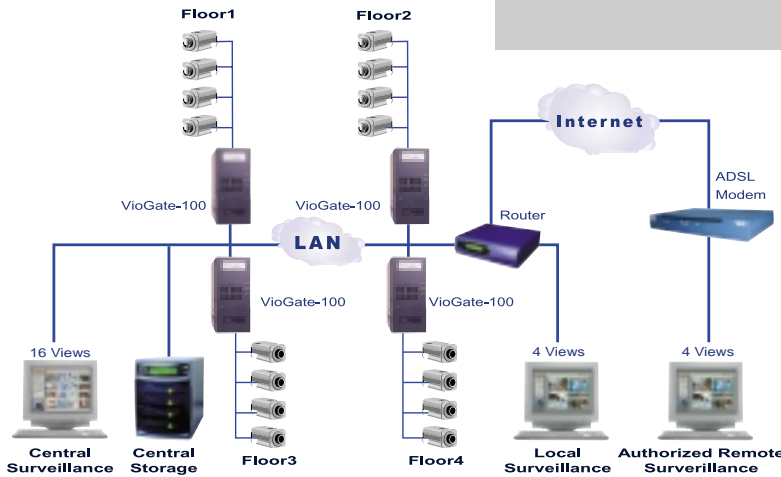 Floor1
Floor2
Internet
ADSL
Modem
VioGate-100
VioGate-100
Router
LAN
VioGate-100
VioGate-100
16 Views
4 Views
4 Views
Central
Surveillance
Central
Storage
Floor3
Floor4
Local
Surveillance
Authorized Remote
Surverillance